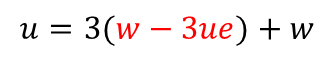 u = 3(w − 3ue) + w